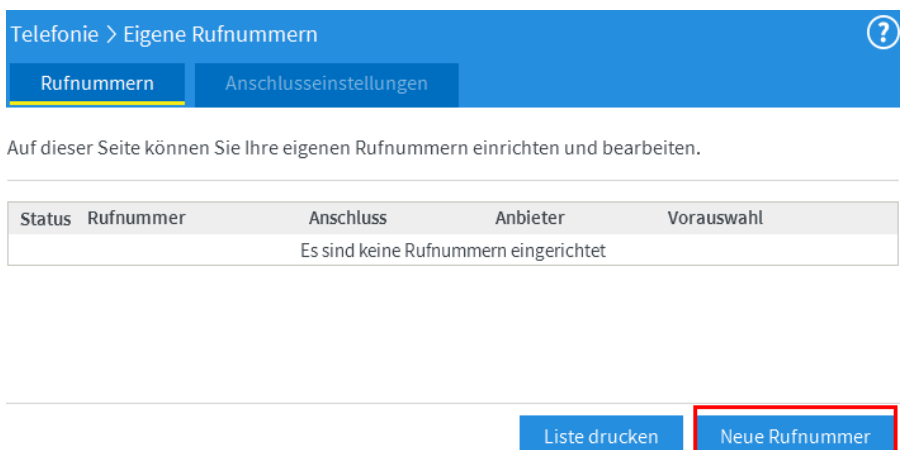 Telefonie > Eigene Rufnummern ?
Rufnummern Anschlusseinstellungen
Auf dieser Seite können Sie Ihre eigenen Rufnummern einrichten und bearbeiten.
Status Rufnummer Anschluss Anbieter Vorauswahl
Es sind keine Rufnummern eingerichtet
Liste drucken Neue Rufnummer